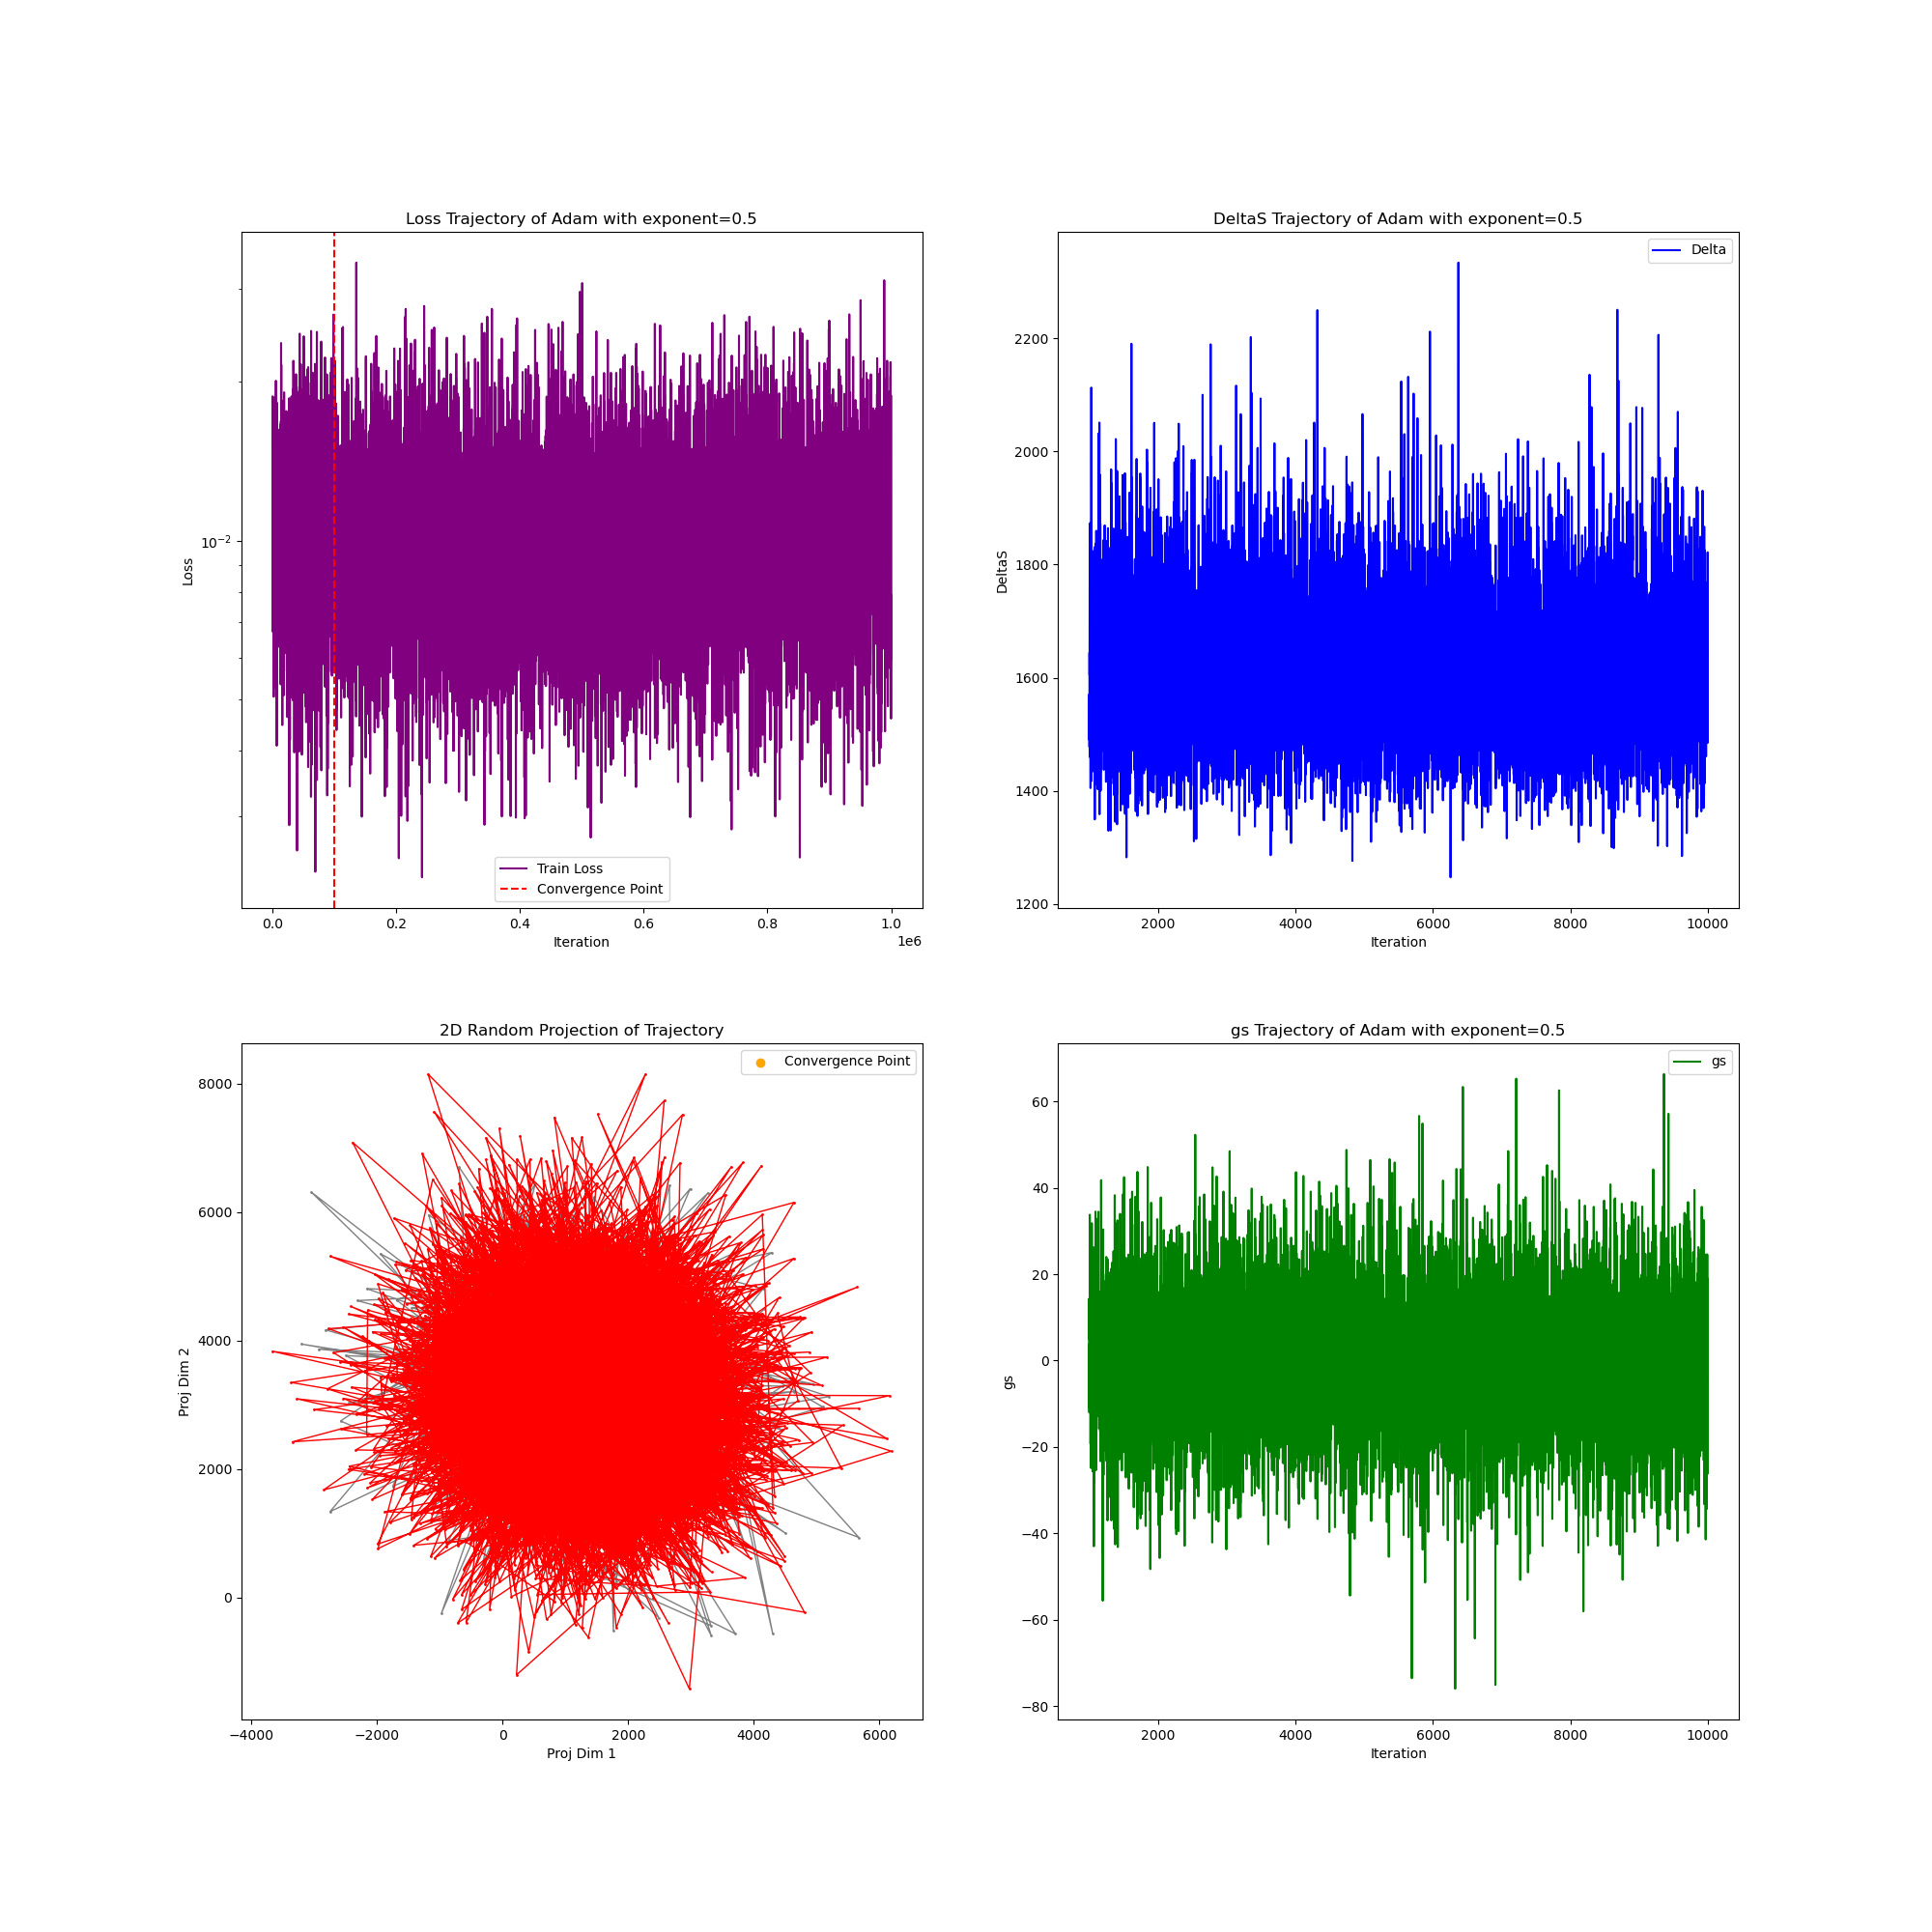 Loss Trajectory of Adam with exponent=0.5
Loss
10⁻²
Train Loss
Convergence Point
0.0 0.2 0.4 0.6 0.8 1.0
1e6
Iteration
DeltaS Trajectory of Adam with exponent=0.5
Delta
DeltaS
2200
2000
1800
1600
1400
1200
2000 4000 6000 8000 10000
Iteration
2D Random Projection of Trajectory
Convergence Point
Proj Dim 2
8000
6000
4000
2000
0
−4000 −2000 0 2000 4000 6000
Proj Dim 1
gs Trajectory of Adam with exponent=0.5
gs
gs
60
40
20
0
−20
−40
−60
−80
2000 4000 6000 8000 10000
Iteration